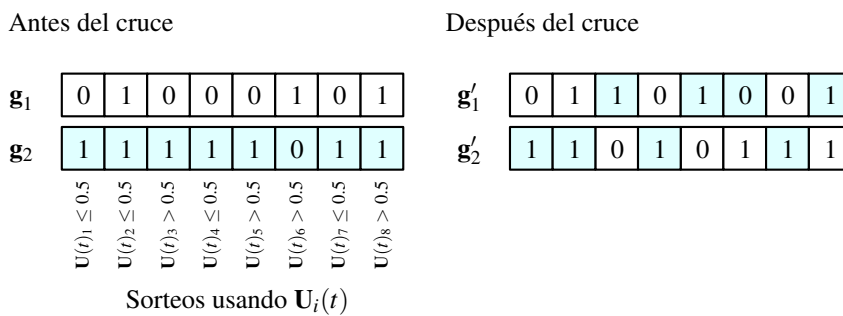 Antes del cruce
Después del cruce
g₁ 0 1 0 0 0 1 0 1
g′₁ 0 1 1 0 1 0 0 1
g₂ 1 1 1 1 1 0 1 1
g′₂ 1 1 0 1 0 1 1 1
U(t)₁ ≤ 0.5
U(t)₂ ≤ 0.5
U(t)₃ > 0.5
U(t)₄ ≤ 0.5
U(t)₅ > 0.5
U(t)₆ > 0.5
U(t)₇ ≤ 0.5
U(t)₈ > 0.5
Sorteos usando Uᵢ(t)